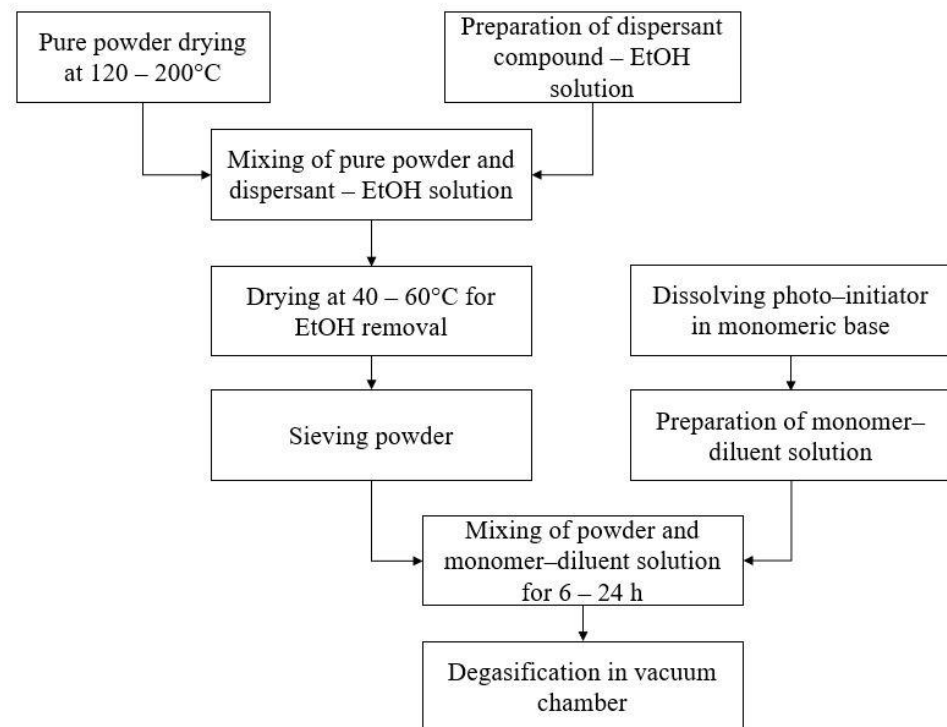 Pure powder drying
at 120 – 200°C
Preparation of dispersant
compound – EtOH
solution
Mixing of pure powder and
dispersant – EtOH solution
Drying at 40 – 60°C for
EtOH removal
Dissolving photo–initiator
in monomeric base
Sieving powder
Preparation of monomer–
diluent solution
Mixing of powder and
monomer–diluent solution
for 6 – 24 h
Degasification in vacuum
chamber